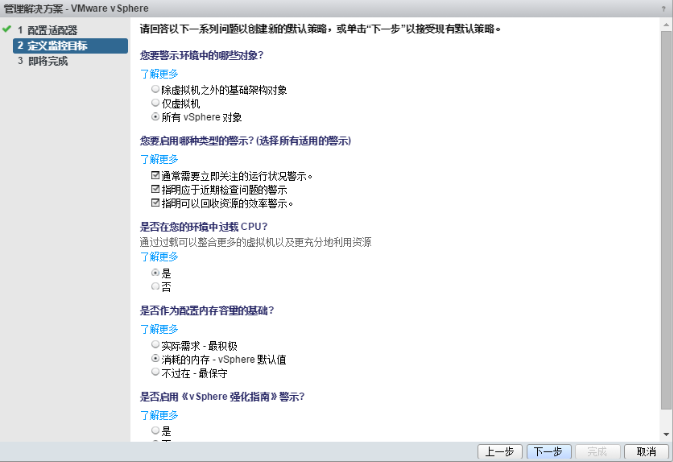 管理解决方案 - VMware vSphere
?
1 配置适配器
2 定义监控目标
3 即将完成
请回答以下一系列问题以创建新的默认策略，或单击“下一步”以接受现有默认策略。
您要警示环境中的哪些对象?
了解更多
除虚拟机之外的基础架构对象
仅虚拟机
所有 vSphere 对象
您要启用哪种类型的警示? (选择所有适用的警示)
了解更多
通常需要立即关注的运行状况警示。
指明应于近期检查问题的警示
指明可以回收资源的效率警示。
是否在您的环境中过载 CPU?
通过过载可以整合更多的虚拟机以及更充分地利用资源
了解更多
是
否
是否作为配置内存容里的基础?
了解更多
实际需求 - 最积极
消耗的内存 - vSphere 默认值
不过在 - 最保守
是否启用《vSphere 强化指南》警示?
了解更多
是
上一步 下一步 完成 取消